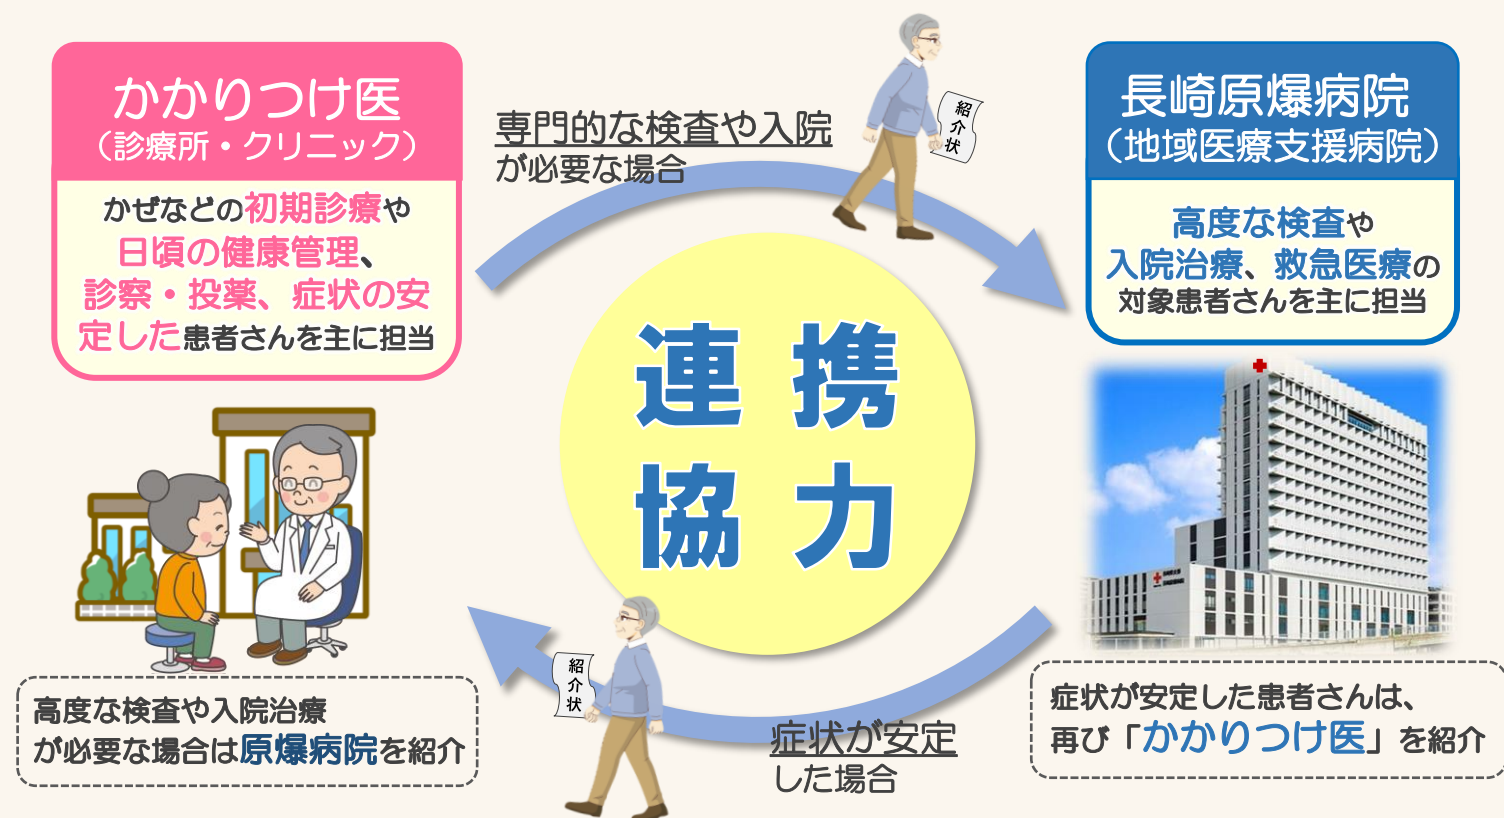 かかりつけ医
（診療所・クリニック）
かぜなどの初期診療や
日頃の健康管理、
診察・投薬、症状の安
定した患者さんを主に担当
専門的な検査や入院
が必要な場合
紹介状
長崎原爆病院
（地域医療支援病院）
高度な検査や
入院治療、救急医療の
対象患者さんを主に担当
連携
協力
高度な検査や入院治療
が必要な場合は原爆病院を紹介
紹介状
症状が安定
した場合
症状が安定した患者さんは、
再び「かかりつけ医」を紹介